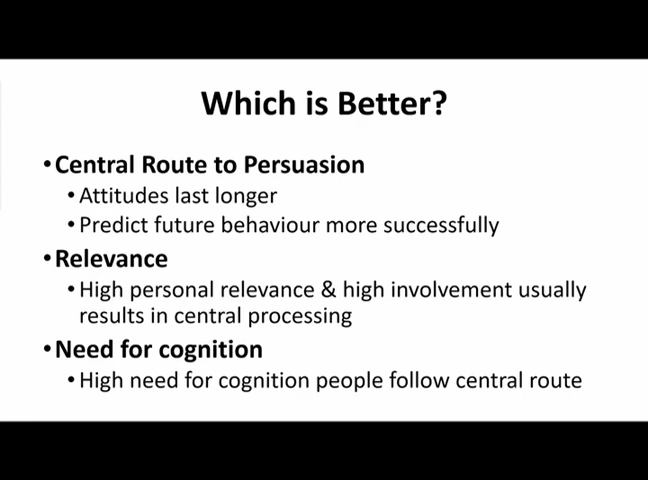 Which is Better?
•Central Route to Persuasion
•Attitudes last longer
•Predict future behaviour more successfully
•Relevance
•High personal relevance & high involvement usually
results in central processing
•Need for cognition
•High need for cognition people follow central route